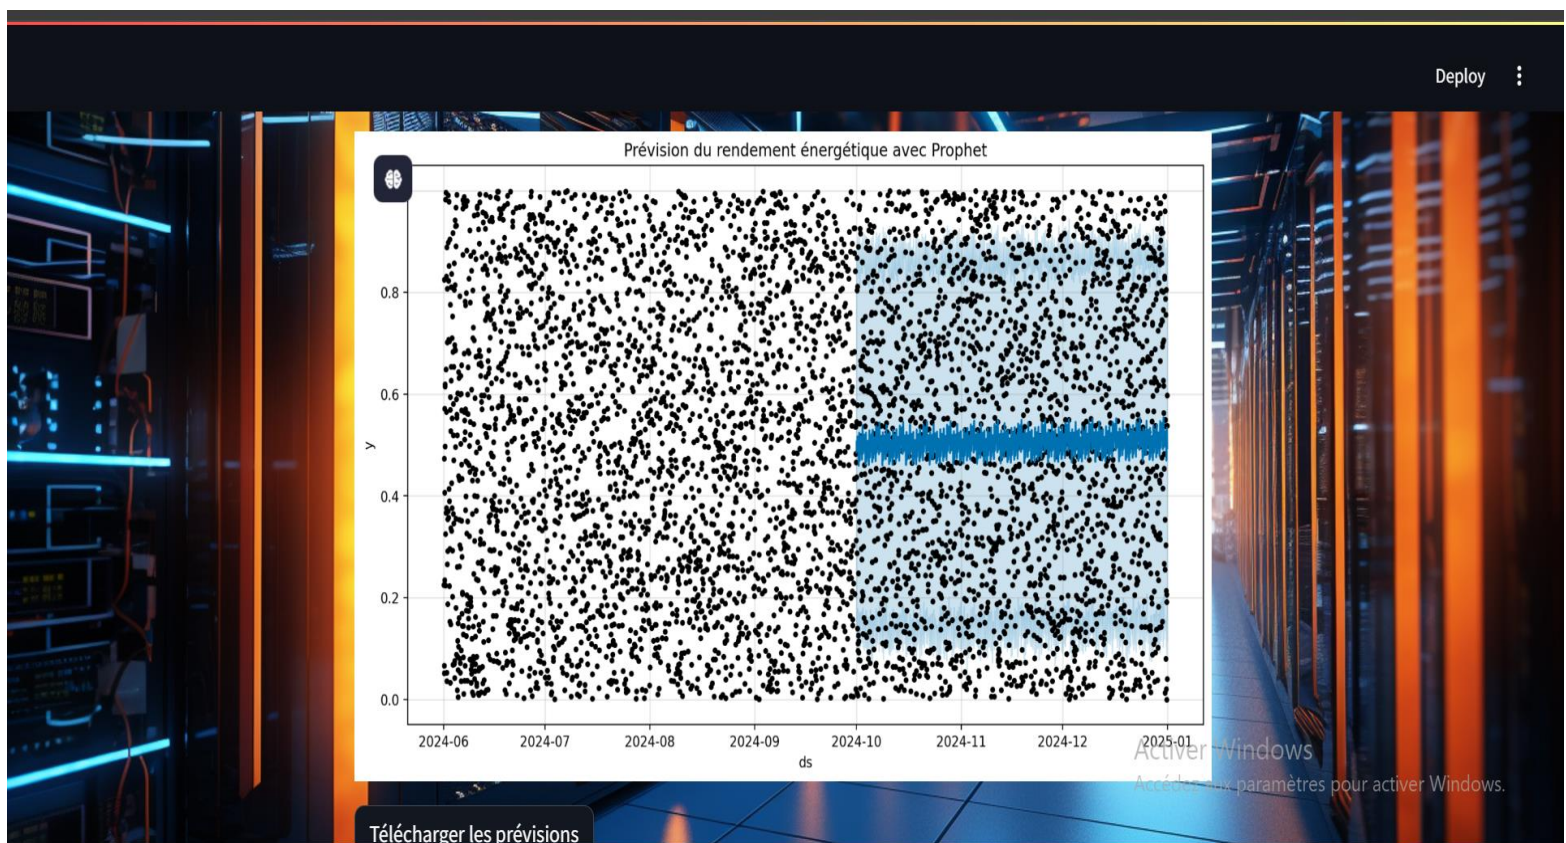 Deploy
Prévision du rendement énergétique avec Prophet
0.8
0.6
y
0.4
0.2
0.0
2024-06 2024-07 2024-08 2024-09 2024-10 2024-11 2024-12 2025-01
ds
Activer Windows
Accédez aux paramètres pour activer Windows.
Télécharger les prévisions